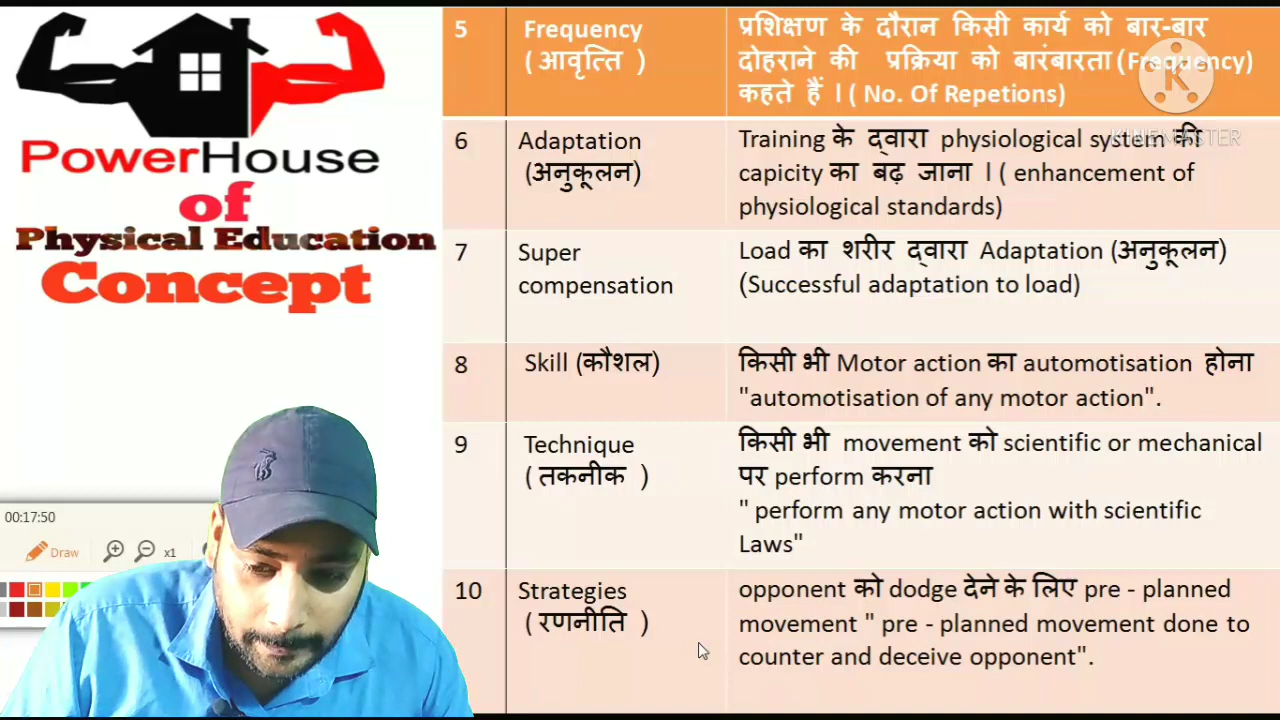 PowerHouse
of
Physical Education
Concept
5
Frequency
( आवृत्ति )
प्रशिक्षण के दौरान किसी कार्य को बार-बार
दोहराने की प्रक्रिया को बारंबारता (Frequency)
कहते हैं । ( No. Of Repetions)
K
KINEMASTER
6
Adaptation
(अनुकूलन)
Training के द्वारा physiological system की
capicity का बढ़ जाना । ( enhancement of
physiological standards)
7
Super
compensation
Load का शरीर द्वारा Adaptation (अनुकूलन)
(Successful adaptation to load)
8
Skill (कौशल)
किसी भी Motor action का automotisation होना
"automotisation of any motor action".
9
Technique
( तकनीक )
किसी भी movement को scientific or mechanical
पर perform करना
" perform any motor action with scientific
Laws"
10
Strategies
( रणनीति )
opponent को dodge देने के लिए pre - planned
movement " pre - planned movement done to
counter and deceive opponent".
00:17:50
Draw
x1